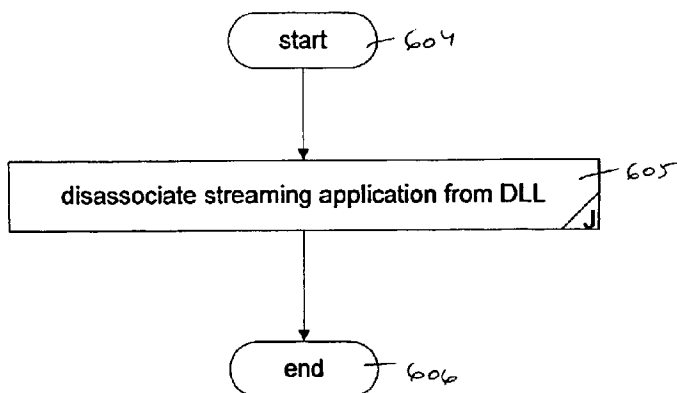 start
604
605
disassociate streaming application from DLL
J
end
606